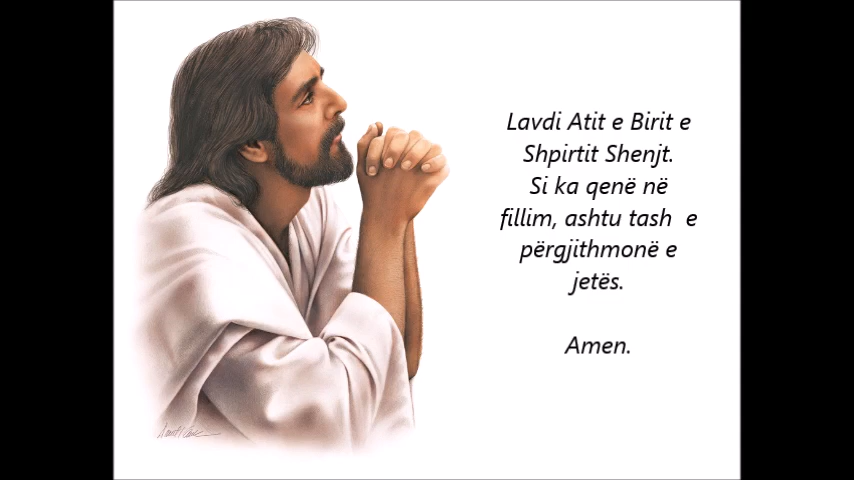 Lavdi Atit e Birit e
Shpirtit Shenjt.
Si ka qenë në
fillim, ashtu tash e
përgjithmonë e
jetës.
Amen.